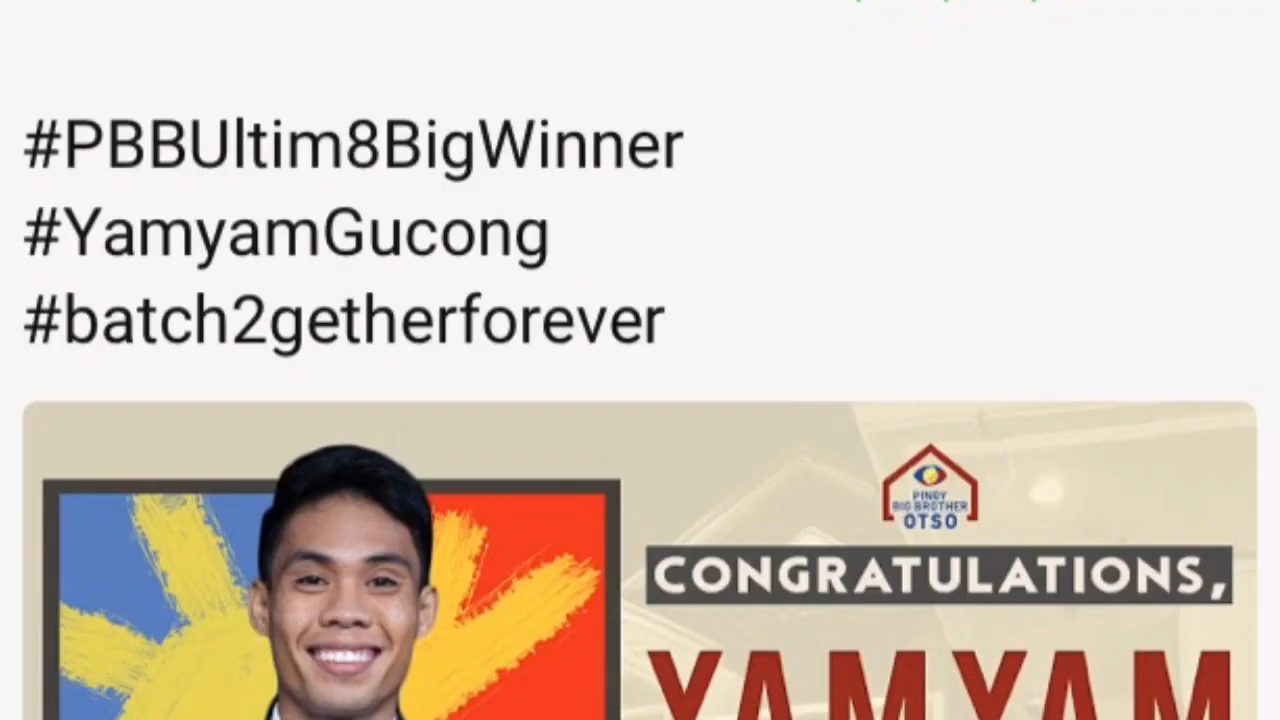 #PBBUltim8BigWinner
#YamyamGucong
#batch2getherforever
PINOY
BIG BROTHER
OTSO
CONGRATULATIONS,
YAMYAM